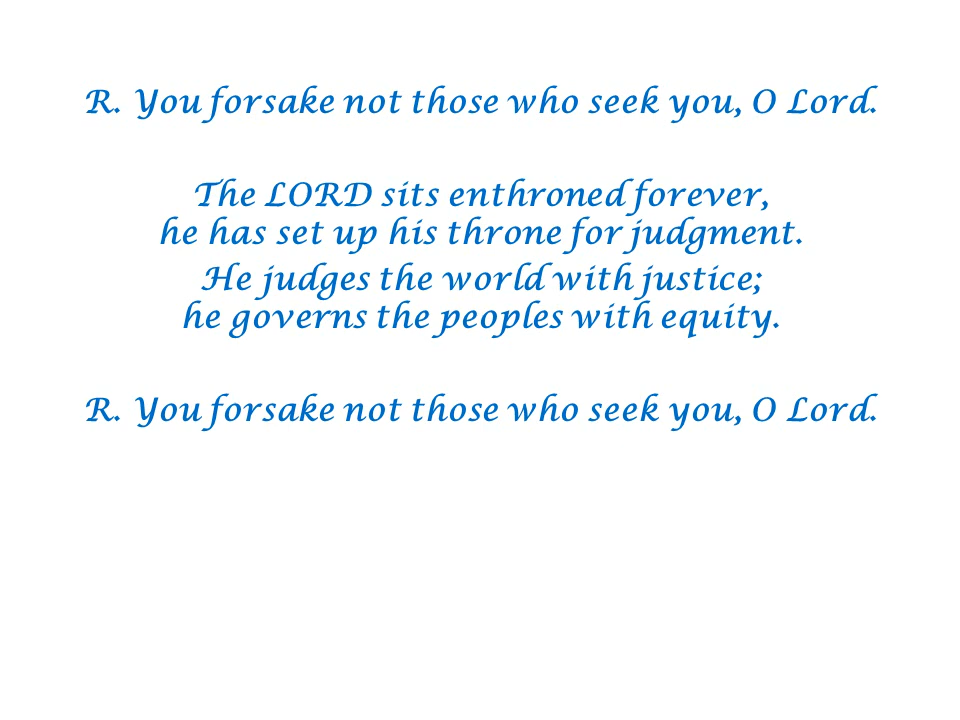 R. You forsake not those who seek you, O Lord.
The LORD sits enthroned forever,
he has set up his throne for judgment.
He judges the world with justice;
he governs the peoples with equity.
R. You forsake not those who seek you, O Lord.